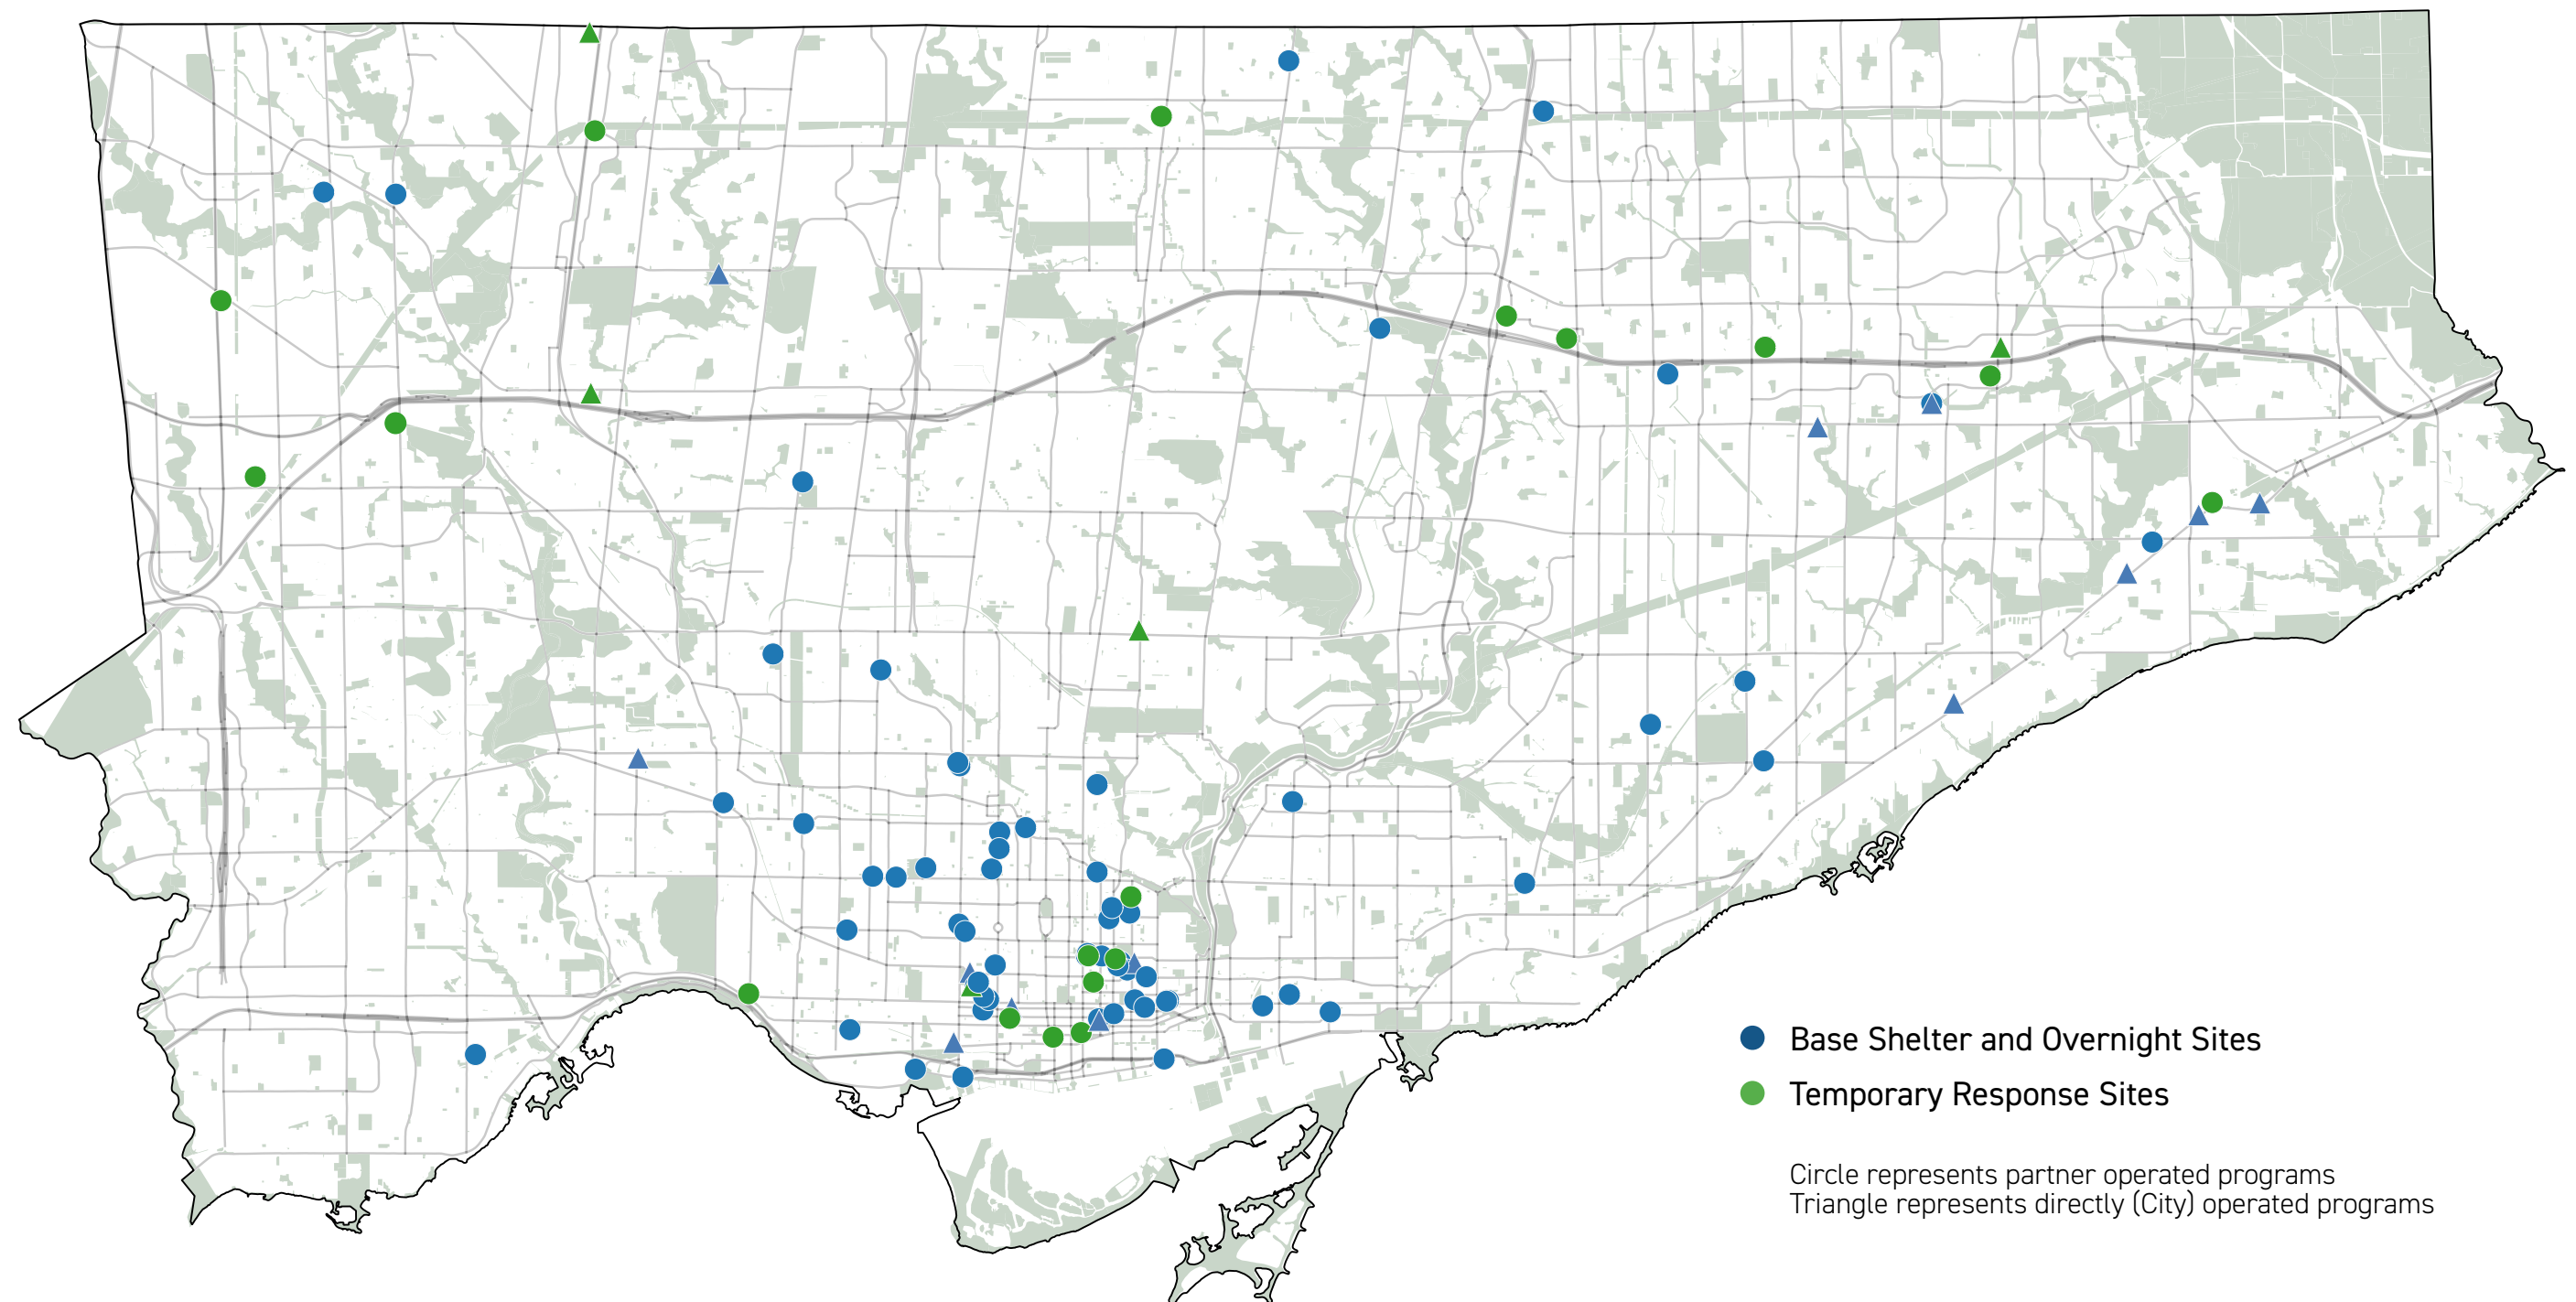 Base Shelter and Overnight Sites
Temporary Response Sites
Circle represents partner operated programs
Triangle represents directly (City) operated programs